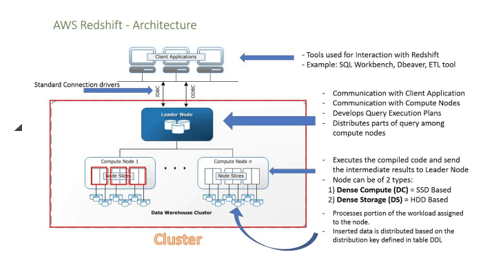 AWS Redshift - Architecture
Client Applications
- Tools used for Interaction with Redshift
- Example: SQL Workbench, Dbeaver, ETL tool
Standard Connection drivers
JDBC
ODBC
Leader Node
- Communication with Client Application
- Communication with Compute Nodes
- Develops Query Execution Plans
- Distributes parts of query among
compute nodes
Compute Node 1
Node Slices
Compute Node n
Node Slices
Data Warehouse Cluster
Cluster
- Executes the compiled code and send
the intermediate results to Leader Node
- Node can be of 2 types:
1) Dense Compute (DC) = SSD Based
2) Dense Storage (DS) = HDD Based
- Processes portion of the workload assigned
to the node.
- Inserted data is distributed based on the
distribution key defined in table DDL